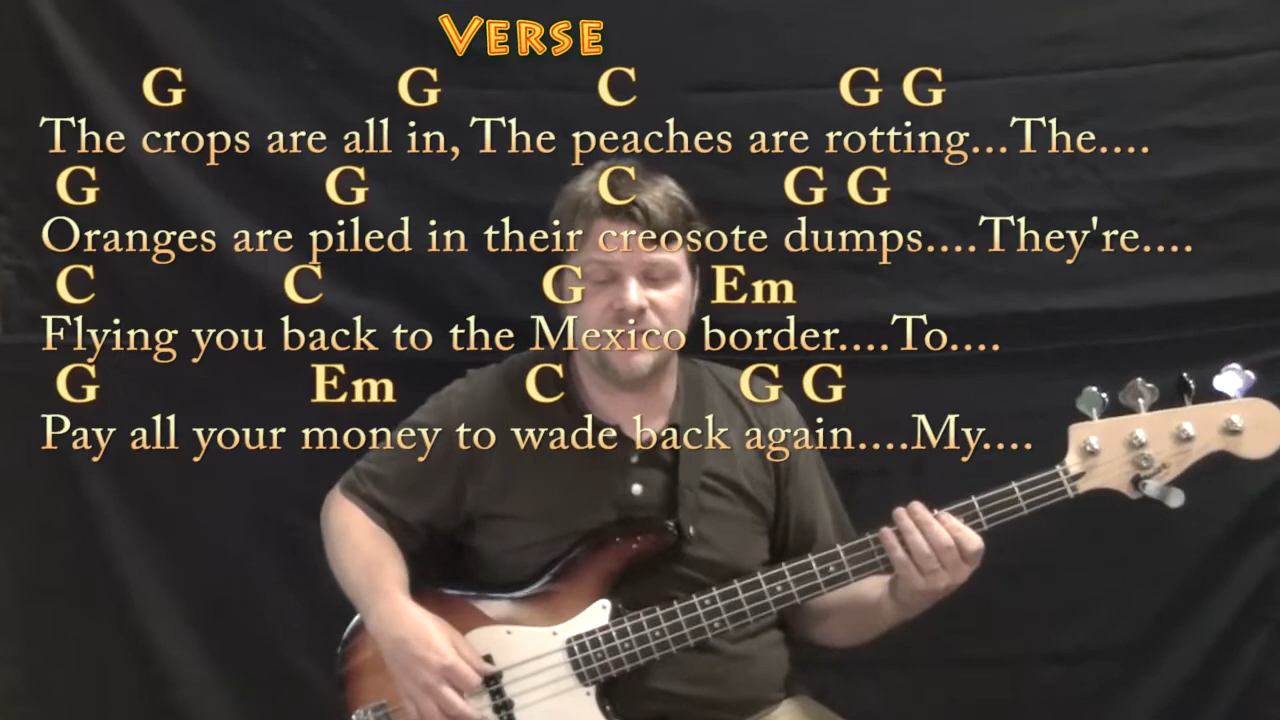 VERSE
G G C G G
The crops are all in, The peaches are rotting...The....
G G C G G
Oranges are piled in their creosote dumps....They're....
C C G Em
Flying you back to the Mexico border....To....
G Em C G G
Pay all your money to wade back again....My....